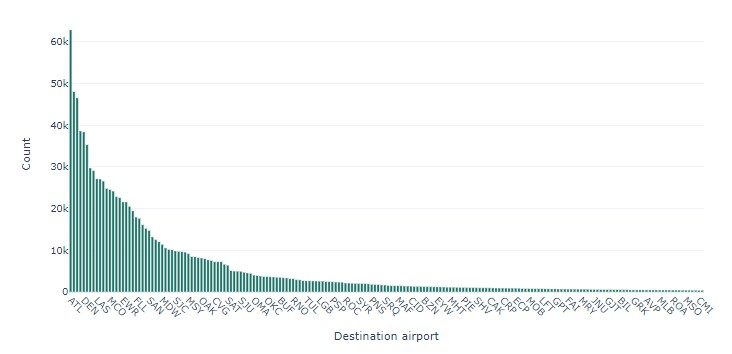 60k
50k
40k
30k
20k
10k
0
Count
ATL
DEN
LAS
MCO
EWR
FLL
SAN
MDW
SJC
MSY
OAK
CVG
SAT
SJU
OMA
OKC
BUF
RNO
TUL
LGB
PSP
ROC
SYR
PNS
SRQ
MAF
CID
BZN
EYW
MHT
PIE
SHV
CAK
CRP
ECP
MOB
LFT
GPT
FAI
MRY
JNU
GJT
BIL
GRK
AVP
MLB
ROA
MSO
CMI
Destination airport